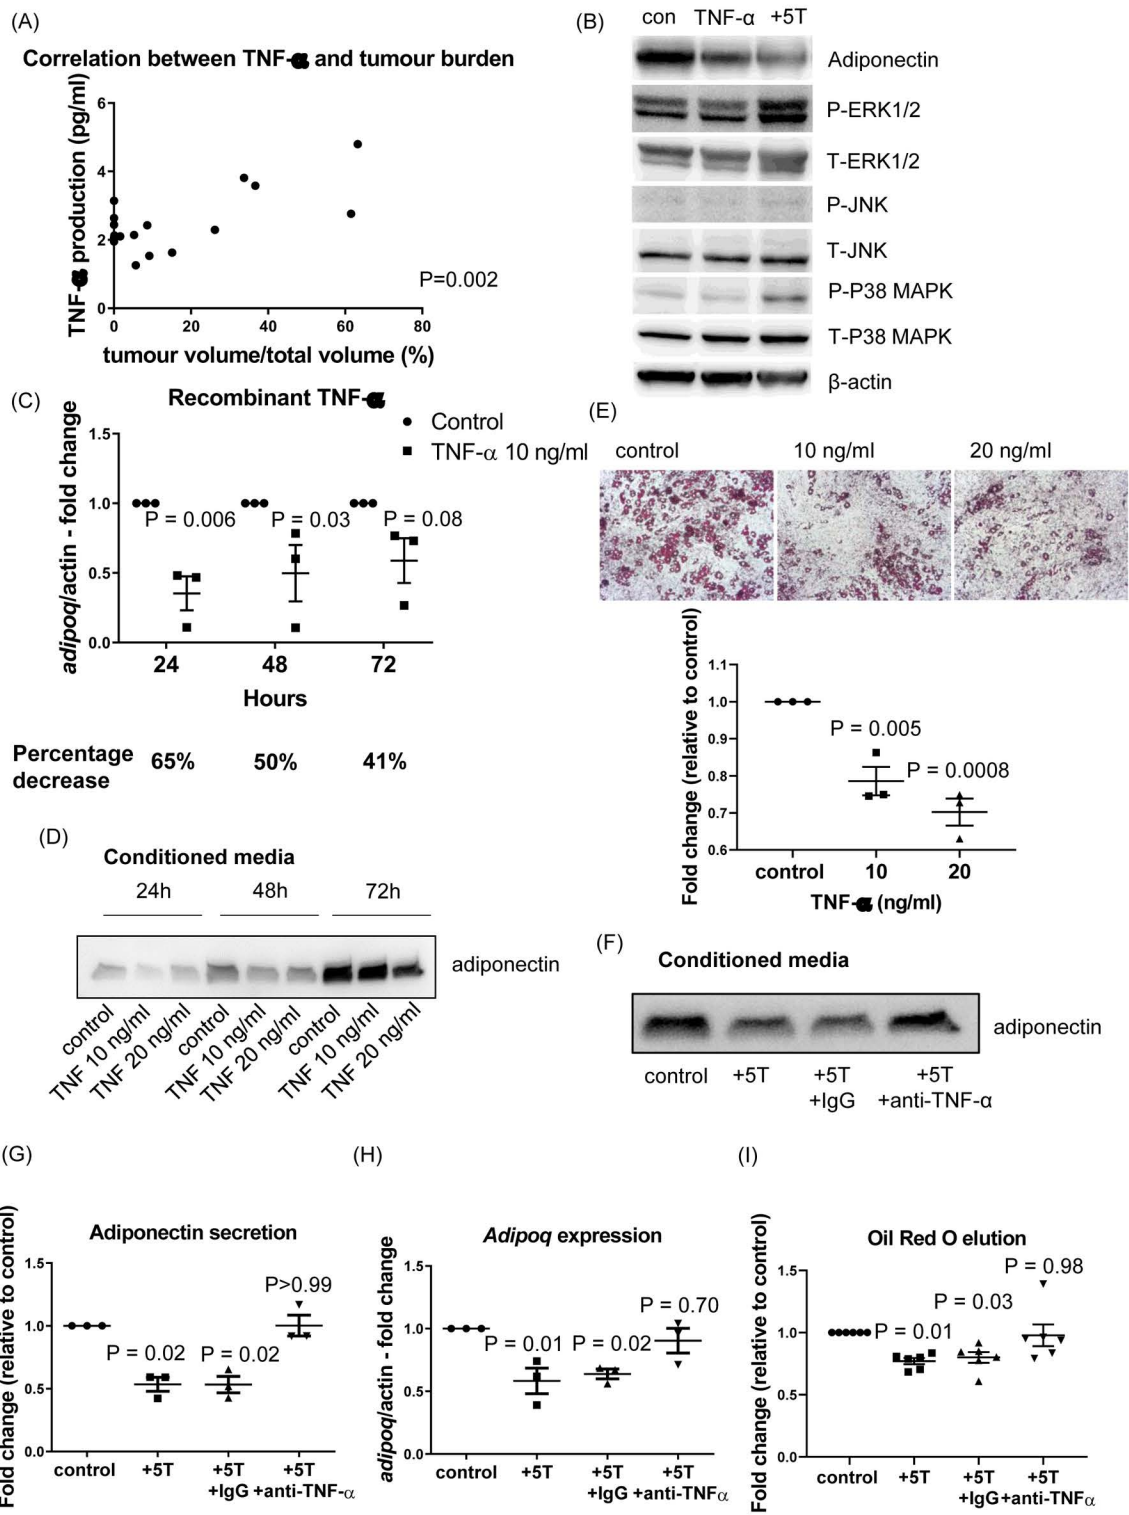 (A)
Correlation between TNF-α and tumour burden
TNF-α production (pg/ml)
6
4
2
0
0 20 40 60 80
P=0.002
tumour volume/total volume (%)
(B)
con TNF-α +5T
Adiponectin
P-ERK1/2
T-ERK1/2
P-JNK
T-JNK
P-P38 MAPK
T-P38 MAPK
β-actin
(C)
Recombinant TNF-α
Control
TNF-α 10 ng/ml
adipoq/actin - fold change
1.5
1.0
0.5
0.0
P = 0.006 P = 0.03 P = 0.08
24 48 72
Hours
Percentage
decrease
65% 50% 41%
(D)
Conditioned media
24h 48h 72h
adiponectin
control
TNF 10 ng/ml
TNF 20 ng/ml
control
TNF 10 ng/ml
TNF 20 ng/ml
control
TNF 10 ng/ml
TNF 20 ng/ml
(E)
control 10 ng/ml 20 ng/ml
Fold change (relative to control)
1.1
1.0
0.9
0.8
0.7
0.6
P = 0.005
P = 0.0008
control 10 20
TNF-α (ng/ml)
(F)
Conditioned media
adiponectin
control +5T +5T +5T
+IgG +anti-TNF-α
(G)
Adiponectin secretion
Fold change (relative to control)
1.5
1.0
0.5
0.0
P>0.99
P = 0.02 P = 0.02
control +5T +5T +5T
+IgG +anti-TNF-α
(H)
Adipoq expression
adipoq/actin - fold change
1.5
1.0
0.5
0.0
P = 0.70
P = 0.01 P = 0.02
control +5T +5T +5T
+IgG +anti-TNFα
(I)
Oil Red O elution
Fold change (relative to control)
1.5
1.0
0.5
0.0
P = 0.98
P = 0.03
P = 0.01
control +5T +5T +5T
+IgG +anti-TNFα